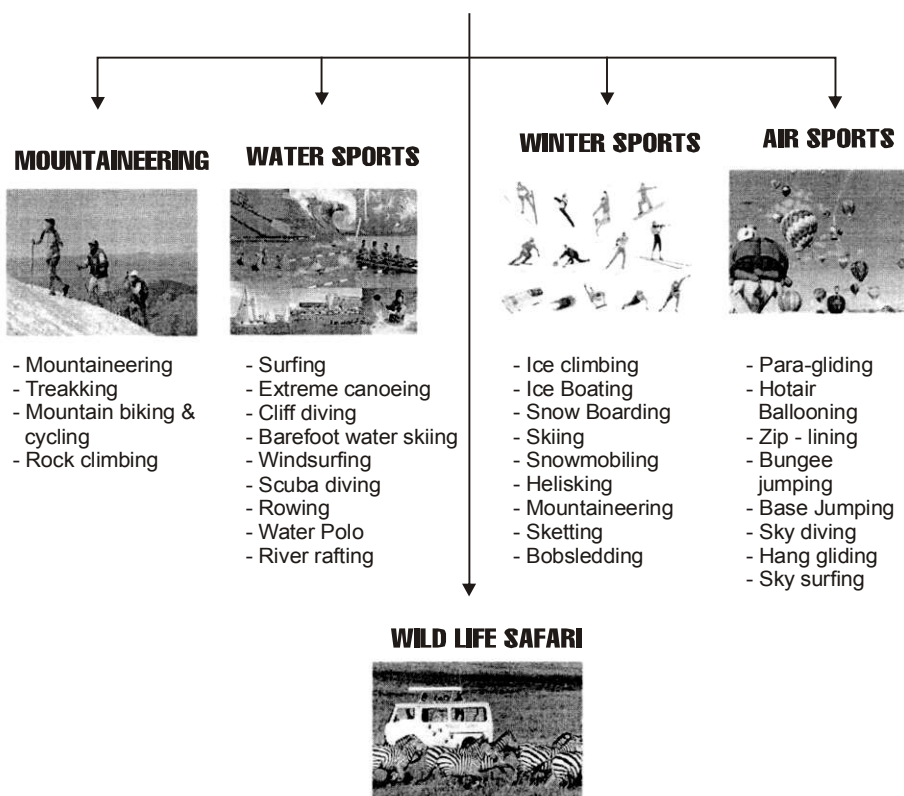 MOUNTAINEERING
- Mountaineering
- Treakking
- Mountain biking &
cycling
- Rock climbing
WATER SPORTS
- Surfing
- Extreme canoeing
- Cliff diving
- Barefoot water skiing
- Windsurfing
- Scuba diving
- Rowing
- Water Polo
- River rafting
WINTER SPORTS
- Ice climbing
- Ice Boating
- Snow Boarding
- Skiing
- Snowmobiling
- Helisking
- Mountaineering
- Sketting
- Bobsledding
AIR SPORTS
- Para-gliding
- Hotair
Ballooning
- Zip - lining
- Bungee
jumping
- Base Jumping
- Sky diving
- Hang gliding
- Sky surfing
WILD LIFE SAFARI